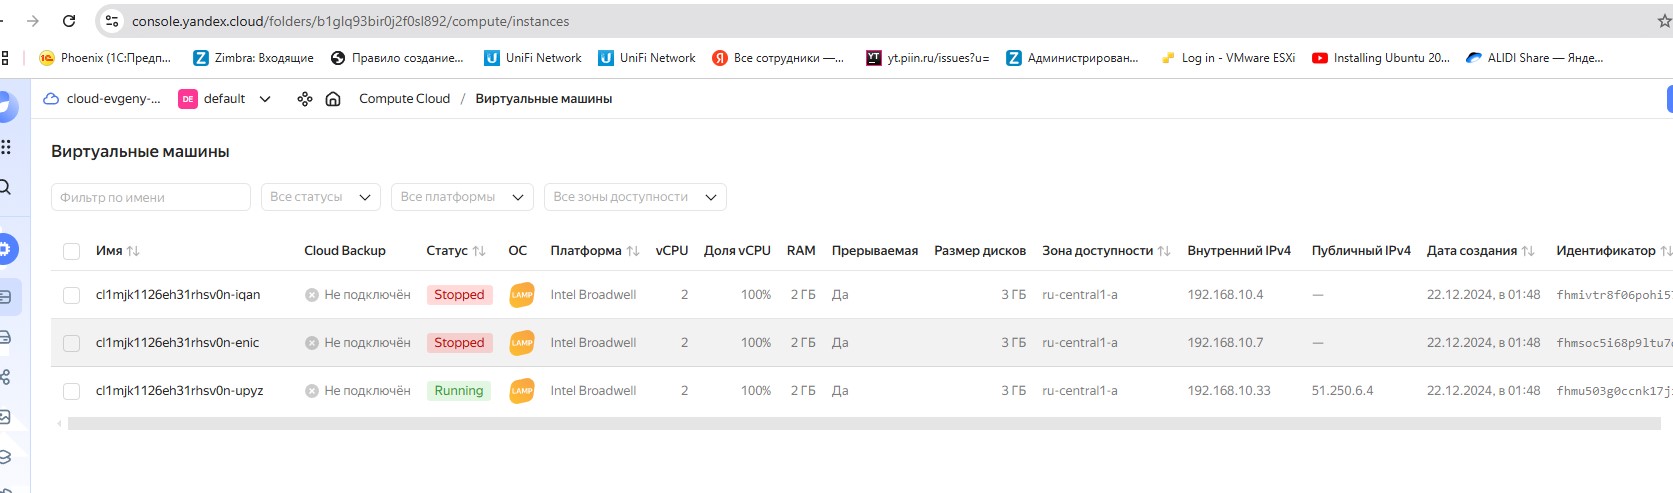 console.yandex.cloud/folders/b1glq93bir0j2f0sl892/compute/instances
Phoenix (1С:Предп... Zimbra: Входящие Правило создание... UniFi Network UniFi Network Все сотрудники —... yt.piin.ru/issues?u= Администрирован... Log in - VMware ESXi Installing Ubuntu 20... ALIDI Share — Янде...
cloud-evgeny-... DE default Compute Cloud / Виртуальные машины
Виртуальные машины
Фильтр по имени Все статусы Все платформы Все зоны доступности
Имя Cloud Backup Статус ОС Платформа vCPU Доля vCPU RAM Прерываемая Размер дисков Зона доступности Внутренний IPv4 Публичный IPv4 Дата создания Идентификатор
cl1mjk1126eh31rhsv0n-iqan Не подключён Stopped LAMP Intel Broadwell 2 100% 2 ГБ Да 3 ГБ ru-central1-a 192.168.10.4 — 22.12.2024, в 01:48 fhmivtr8f06pohi5
cl1mjk1126eh31rhsv0n-enic Не подключён Stopped LAMP Intel Broadwell 2 100% 2 ГБ Да 3 ГБ ru-central1-a 192.168.10.7 — 22.12.2024, в 01:48 fhmsoc5i68p9ltu7
cl1mjk1126eh31rhsv0n-upyz Не подключён Running LAMP Intel Broadwell 2 100% 2 ГБ Да 3 ГБ ru-central1-a 192.168.10.33 51.250.6.4 22.12.2024, в 01:48 fhmu503g0ccnk17j